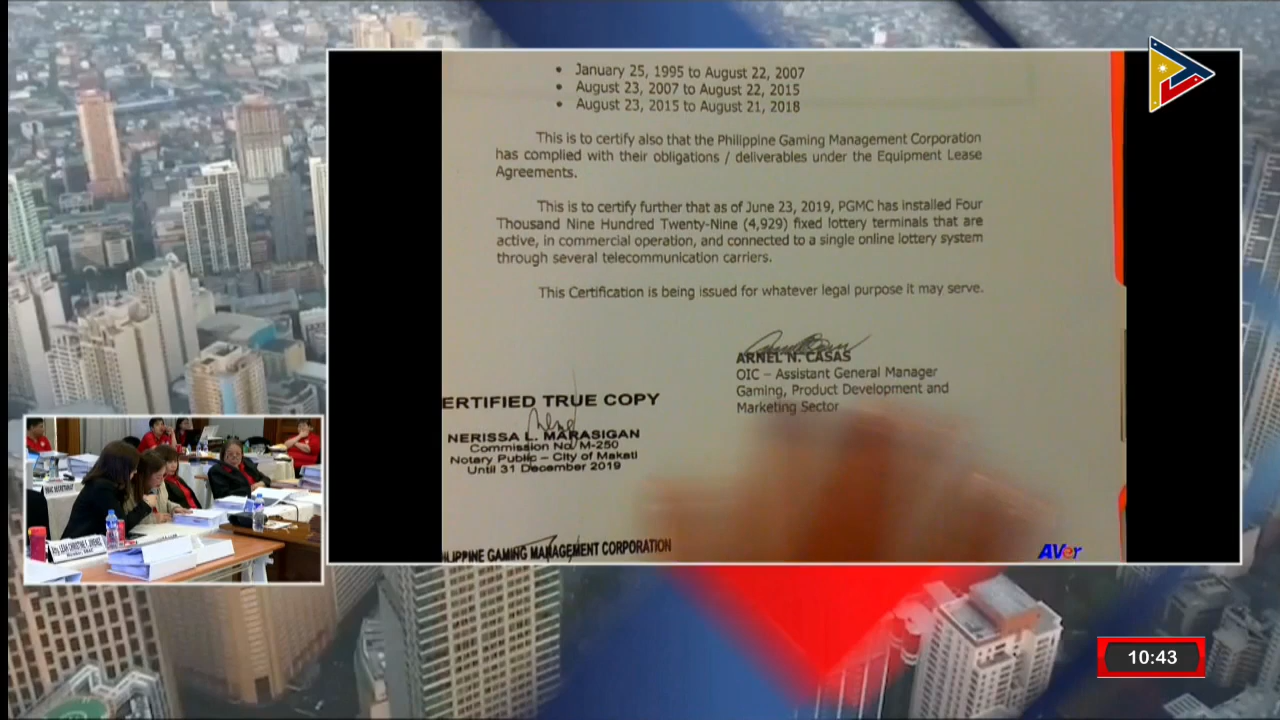 • January 25, 1995 to August 22, 2007
• August 23, 2007 to August 22, 2015
• August 23, 2015 to August 21, 2018
This is to certify also that the Philippine Gaming Management Corporation
has complied with their obligations / deliverables under the Equipment Lease
Agreements.
This is to certify further that as of June 23, 2019, PGMC has installed Four
Thousand Nine Hundred Twenty-Nine (4,929) fixed lottery terminals that are
active, in commercial operation, and connected to a single online lottery system
through several telecommunication carriers.
This Certification is being issued for whatever legal purpose it may serve.
ARNEL N. CASAS
OIC – Assistant General Manager
Gaming, Product Development and
Marketing Sector
ERTIFIED TRUE COPY
NERISSA L. MARASIGAN
Commission No. M-250
Notary Public – City of Makati
Until 31 December 2019
ILIPPINE GAMING MANAGEMENT CORPORATION
AVer
Atty. LEAH CHRISTINE F. JIMENEZ
10:43